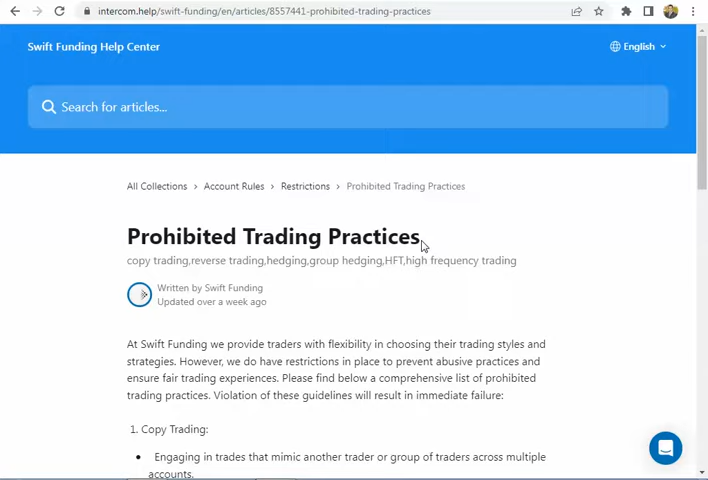 intercom.help/swift-funding/en/articles/8557441-prohibited-trading-practices
Swift Funding Help Center
English
Search for articles...
All Collections > Account Rules > Restrictions > Prohibited Trading Practices
Prohibited Trading Practices
copy trading,reverse trading,hedging,group hedging,HFT,high frequency trading
Written by Swift Funding
Updated over a week ago
At Swift Funding we provide traders with flexibility in choosing their trading styles and
strategies. However, we do have restrictions in place to prevent abusive practices and
ensure fair trading experiences. Please find below a comprehensive list of prohibited
trading practices. Violation of these guidelines will result in immediate failure:
1. Copy Trading:
• Engaging in trades that mimic another trader or group of traders across multiple
accounts.